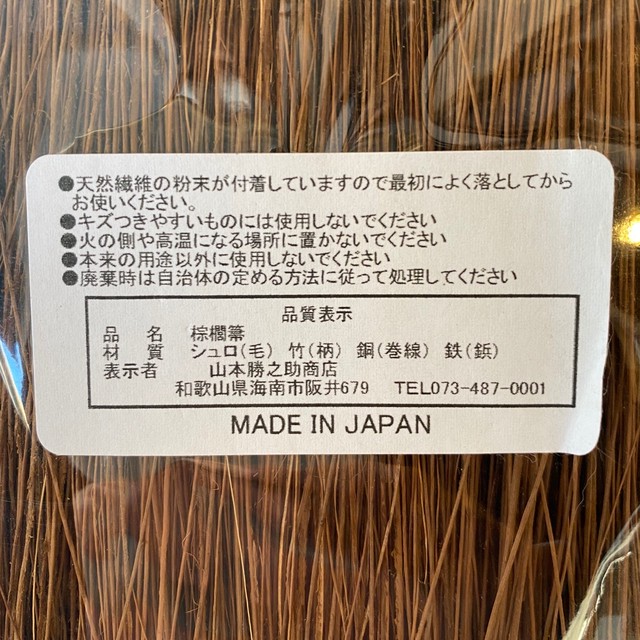 ●天然繊維の粉末が付着していますので最初によく落としてから
お使いください。
●キズつきやすいものには使用しないでください
●火の側や高温になる場所に置かないでください
●本来の用途以外に使用しないでください
●廃棄時は自治体の定める方法に従って処理してください
品質表示
品 名 棕櫚箒
材 質 シュロ(毛) 竹(柄) 銅(巻線) 鉄(鋲)
表示者 山本勝之助商店
和歌山県海南市阪井679 TEL073-487-0001
MADE IN JAPAN